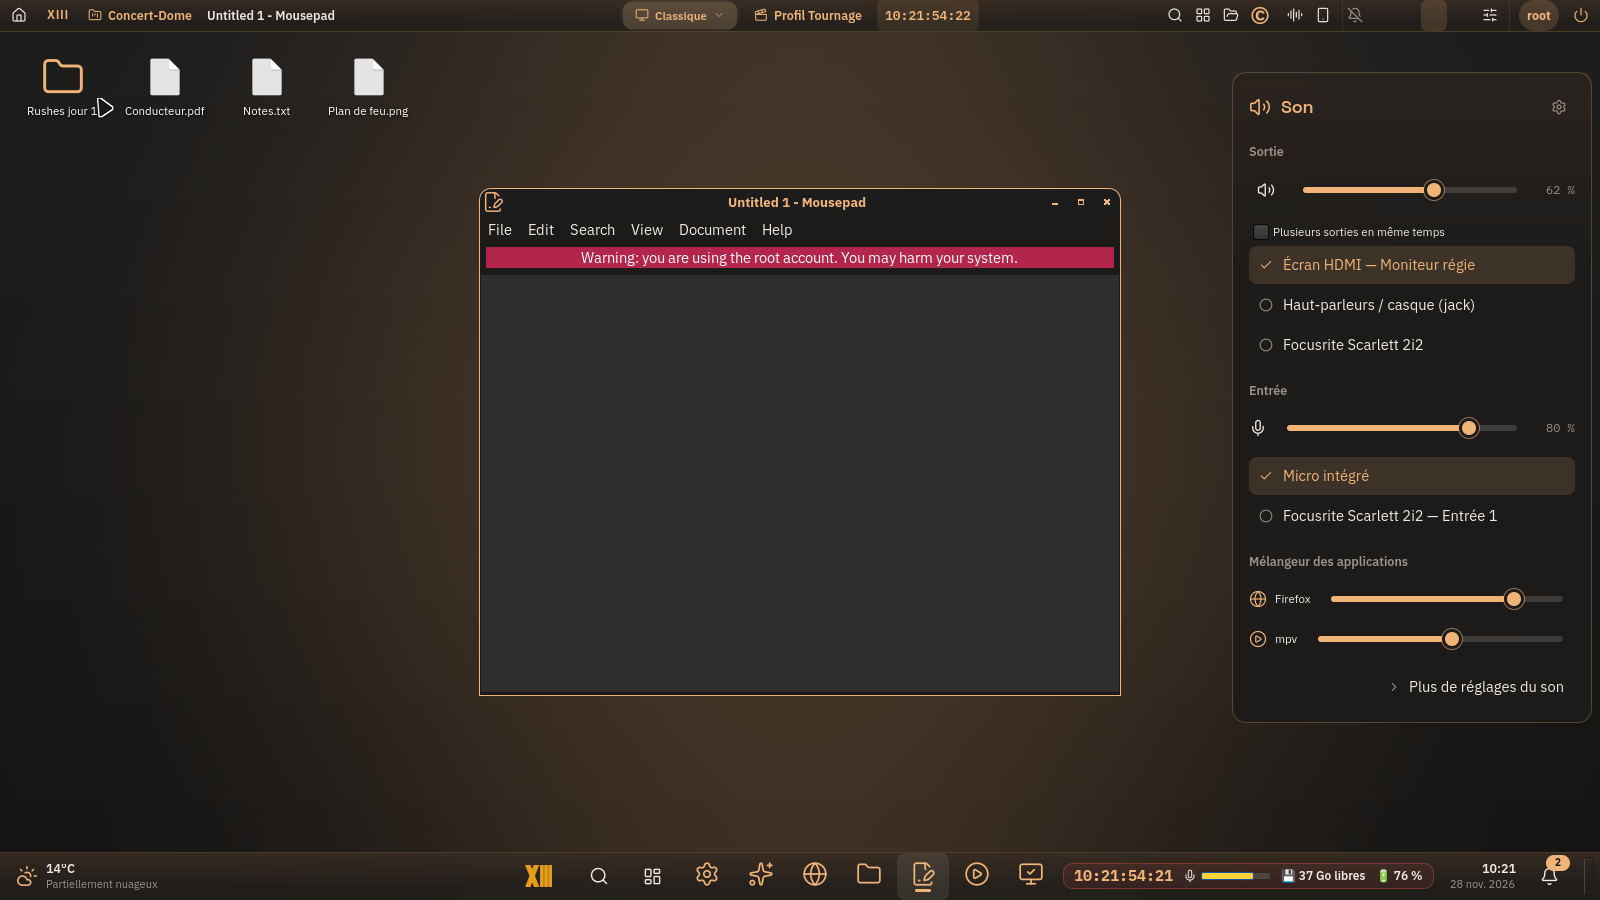 XIII Concert-Dome Untitled 1 - Mousepad Classique Profil Tournage 10:21:54:22 root
Rushes jour 1 Conducteur.pdf Notes.txt Plan de feu.png
Untitled 1 - Mousepad
File Edit Search View Document Help
Warning: you are using the root account. You may harm your system.
Son
Sortie
62 %
Plusieurs sorties en même temps
Écran HDMI — Moniteur régie
Haut-parleurs / casque (jack)
Focusrite Scarlett 2i2
Entrée
80 %
Micro intégré
Focusrite Scarlett 2i2 — Entrée 1
Mélangeur des applications
Firefox
mpv
Plus de réglages du son
14°C
Partiellement nuageux
XIII
10:21:54:21 37 Go libres 76 %
10:21
28 nov. 2026
2